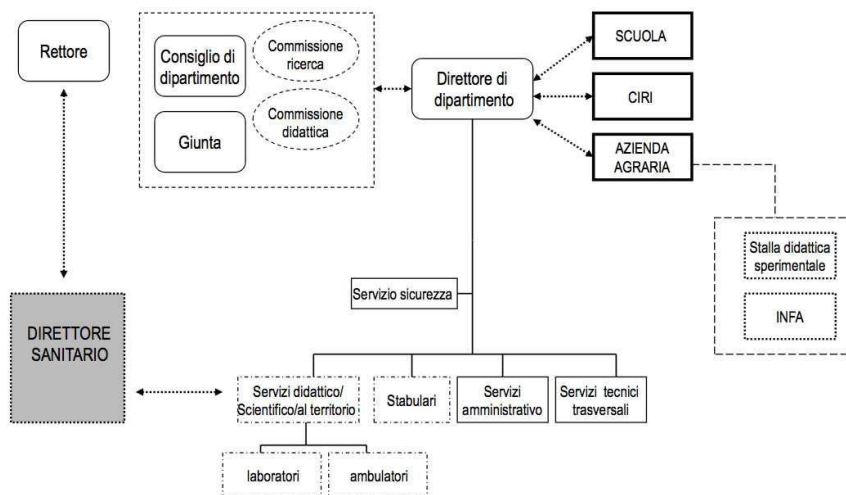 Rettore
Consiglio di
dipartimento
Commissione
ricerca
Commissione
didattica
Giunta
Direttore di
dipartimento
SCUOLA
CIRI
AZIENDA
AGRARIA
Stalla didattica
sperimentale
INFA
Servizio sicurezza
DIRETTORE
SANITARIO
Servizi didattico/
Scientifico/al territorio
Stabulari
Servizi
amministrativo
Servizi tecnici
trasversali
laboratori
ambulatori